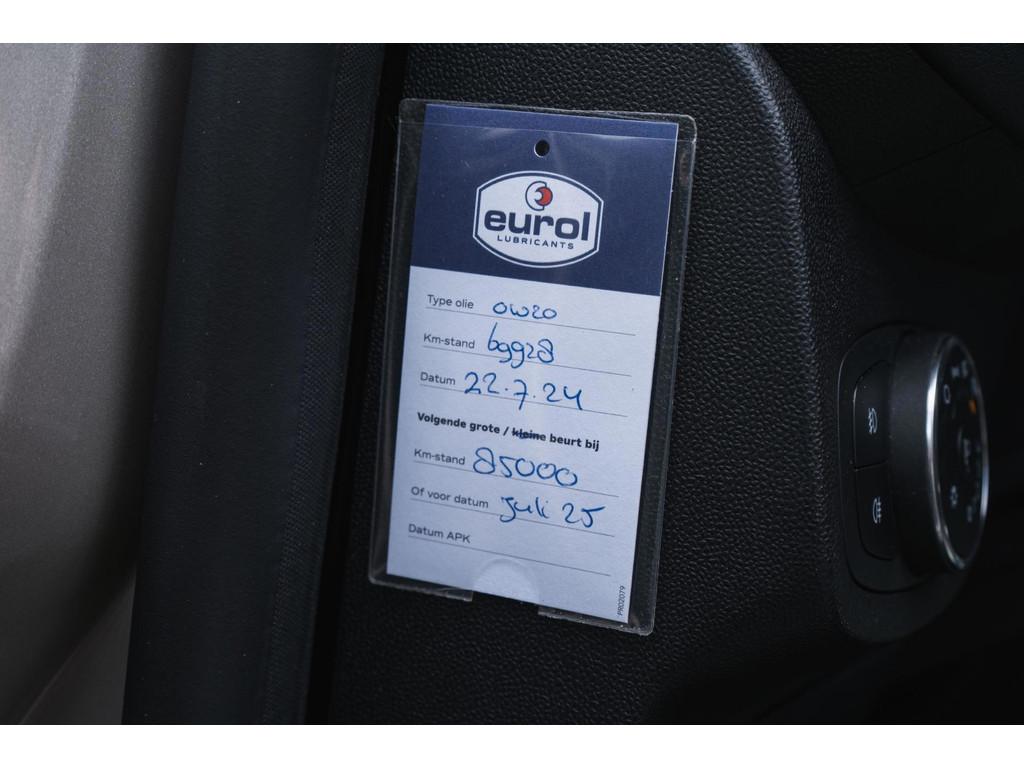 eurol
LUBRICANTS
Type olie 0W20
Km-stand 69928
Datum 22.7.24
Volgende grote / kleine beurt bij
Km-stand 85000
Of voor datum juli 25
Datum APK
PR02079